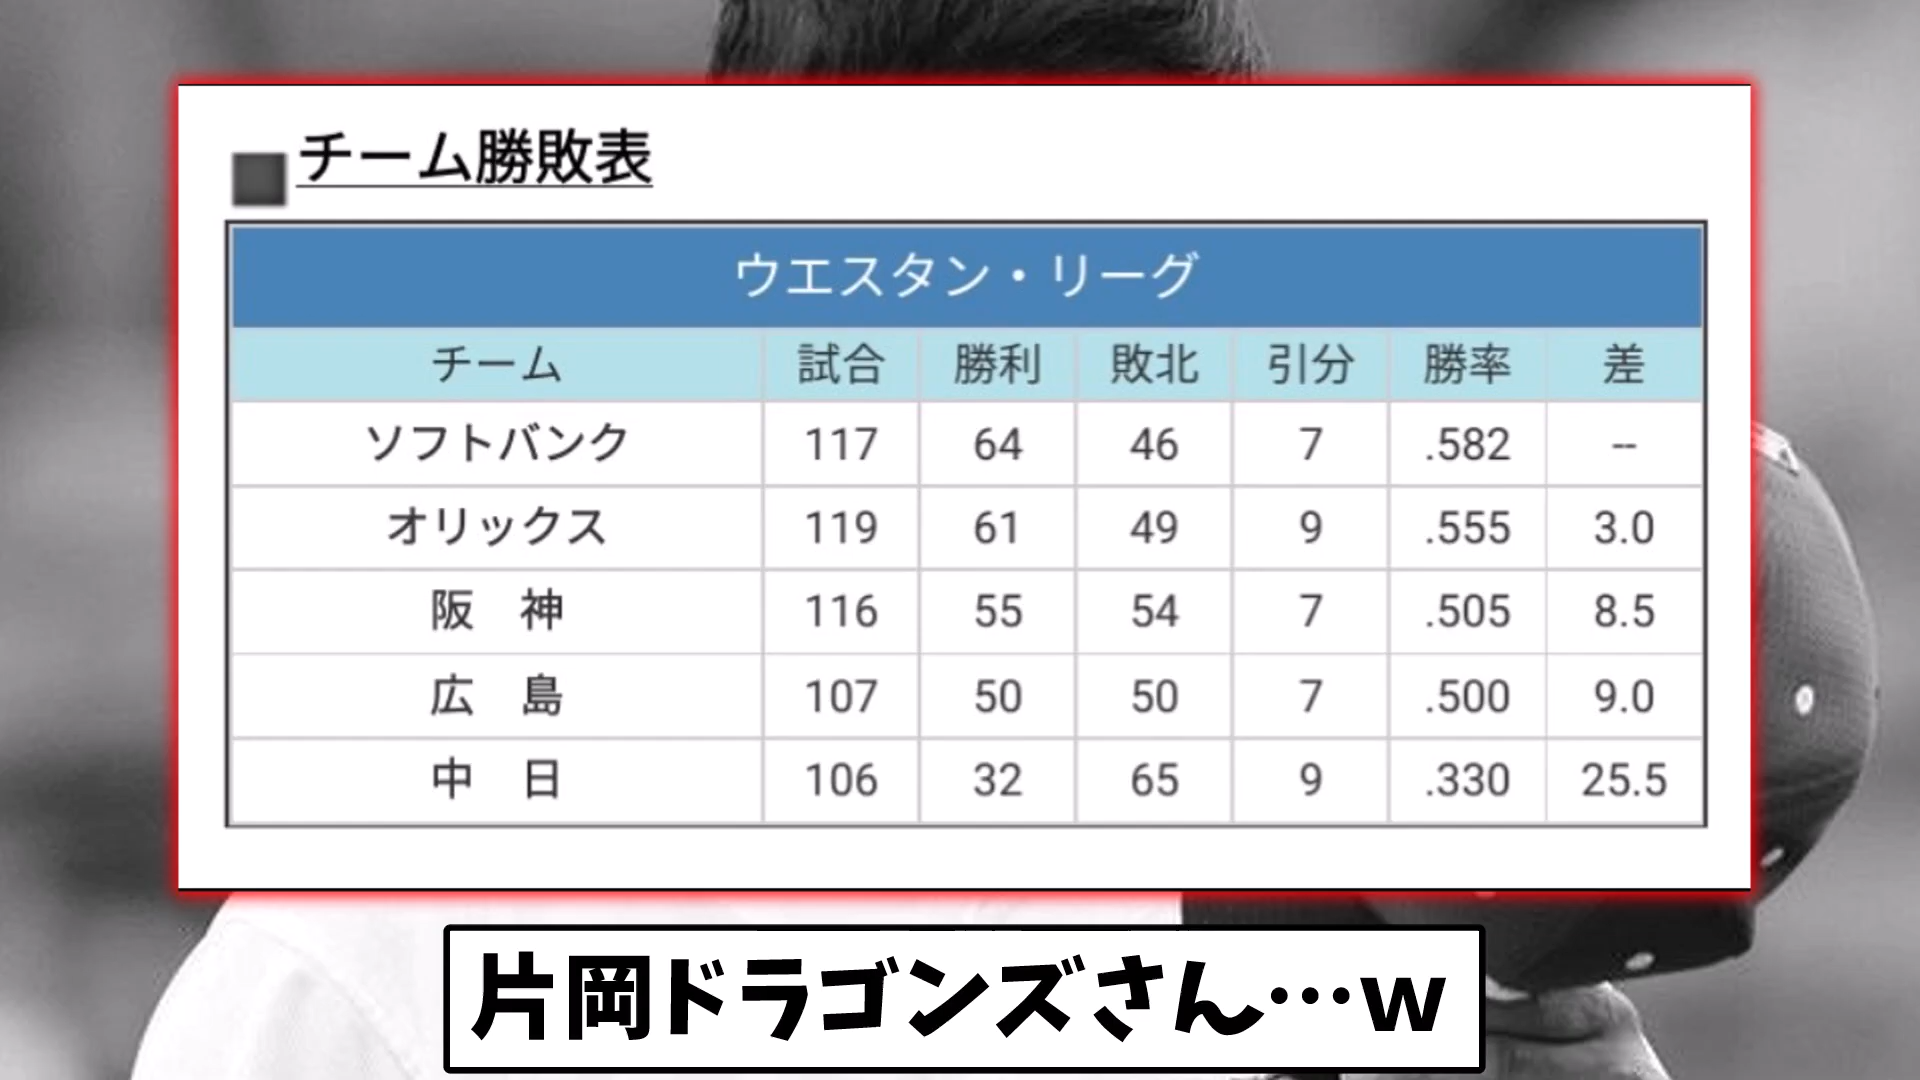 ■チーム勝敗表
ウエスタン・リーグ
チーム 試合 勝利 敗北 引分 勝率 差
ソフトバンク 117 64 46 7 .582 --
オリックス 119 61 49 9 .555 3.0
阪　神 116 55 54 7 .505 8.5
広　島 107 50 50 7 .500 9.0
中　日 106 32 65 9 .330 25.5
片岡ドラゴンズさん…w